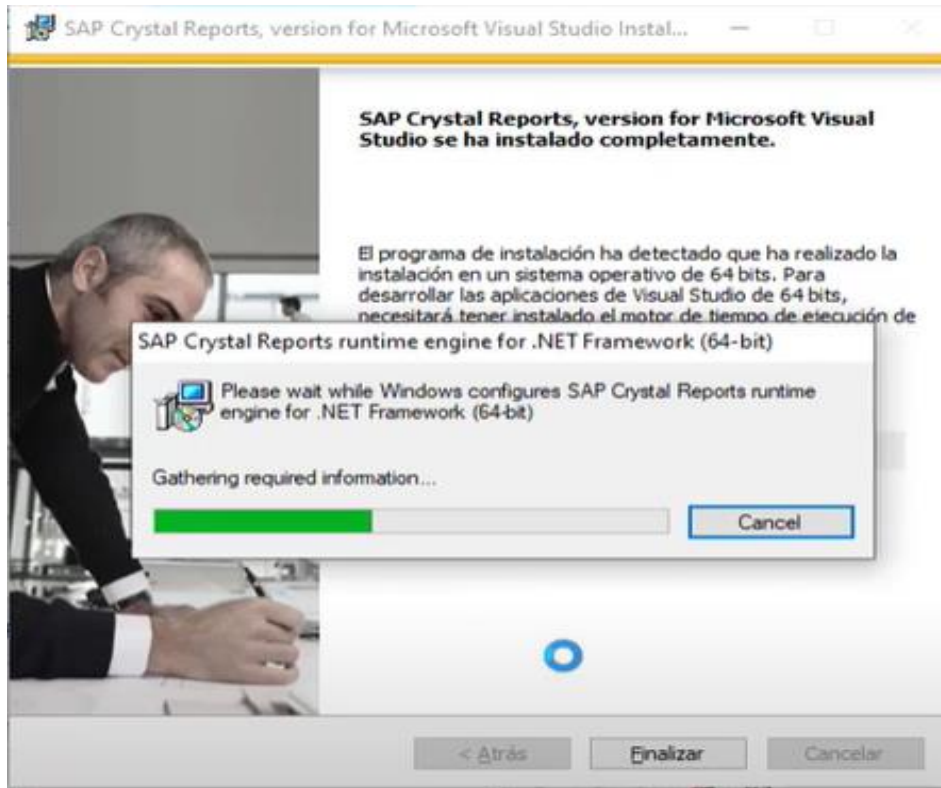 SAP Crystal Reports, version for Microsoft Visual Studio Instal...
SAP Crystal Reports, version for Microsoft Visual
Studio se ha instalado completamente.
El programa de instalación ha detectado que ha realizado la
instalación en un sistema operativo de 64 bits. Para
desarrollar las aplicaciones de Visual Studio de 64 bits,
necesitará tener instalado el motor de tiempo de ejecución de
SAP Crystal Reports runtime engine for .NET Framework (64-bit)
Please wait while Windows configures SAP Crystal Reports runtime
engine for .NET Framework (64-bit)
Gathering required information...
Cancel
< Atrás
Finalizar
Cancelar